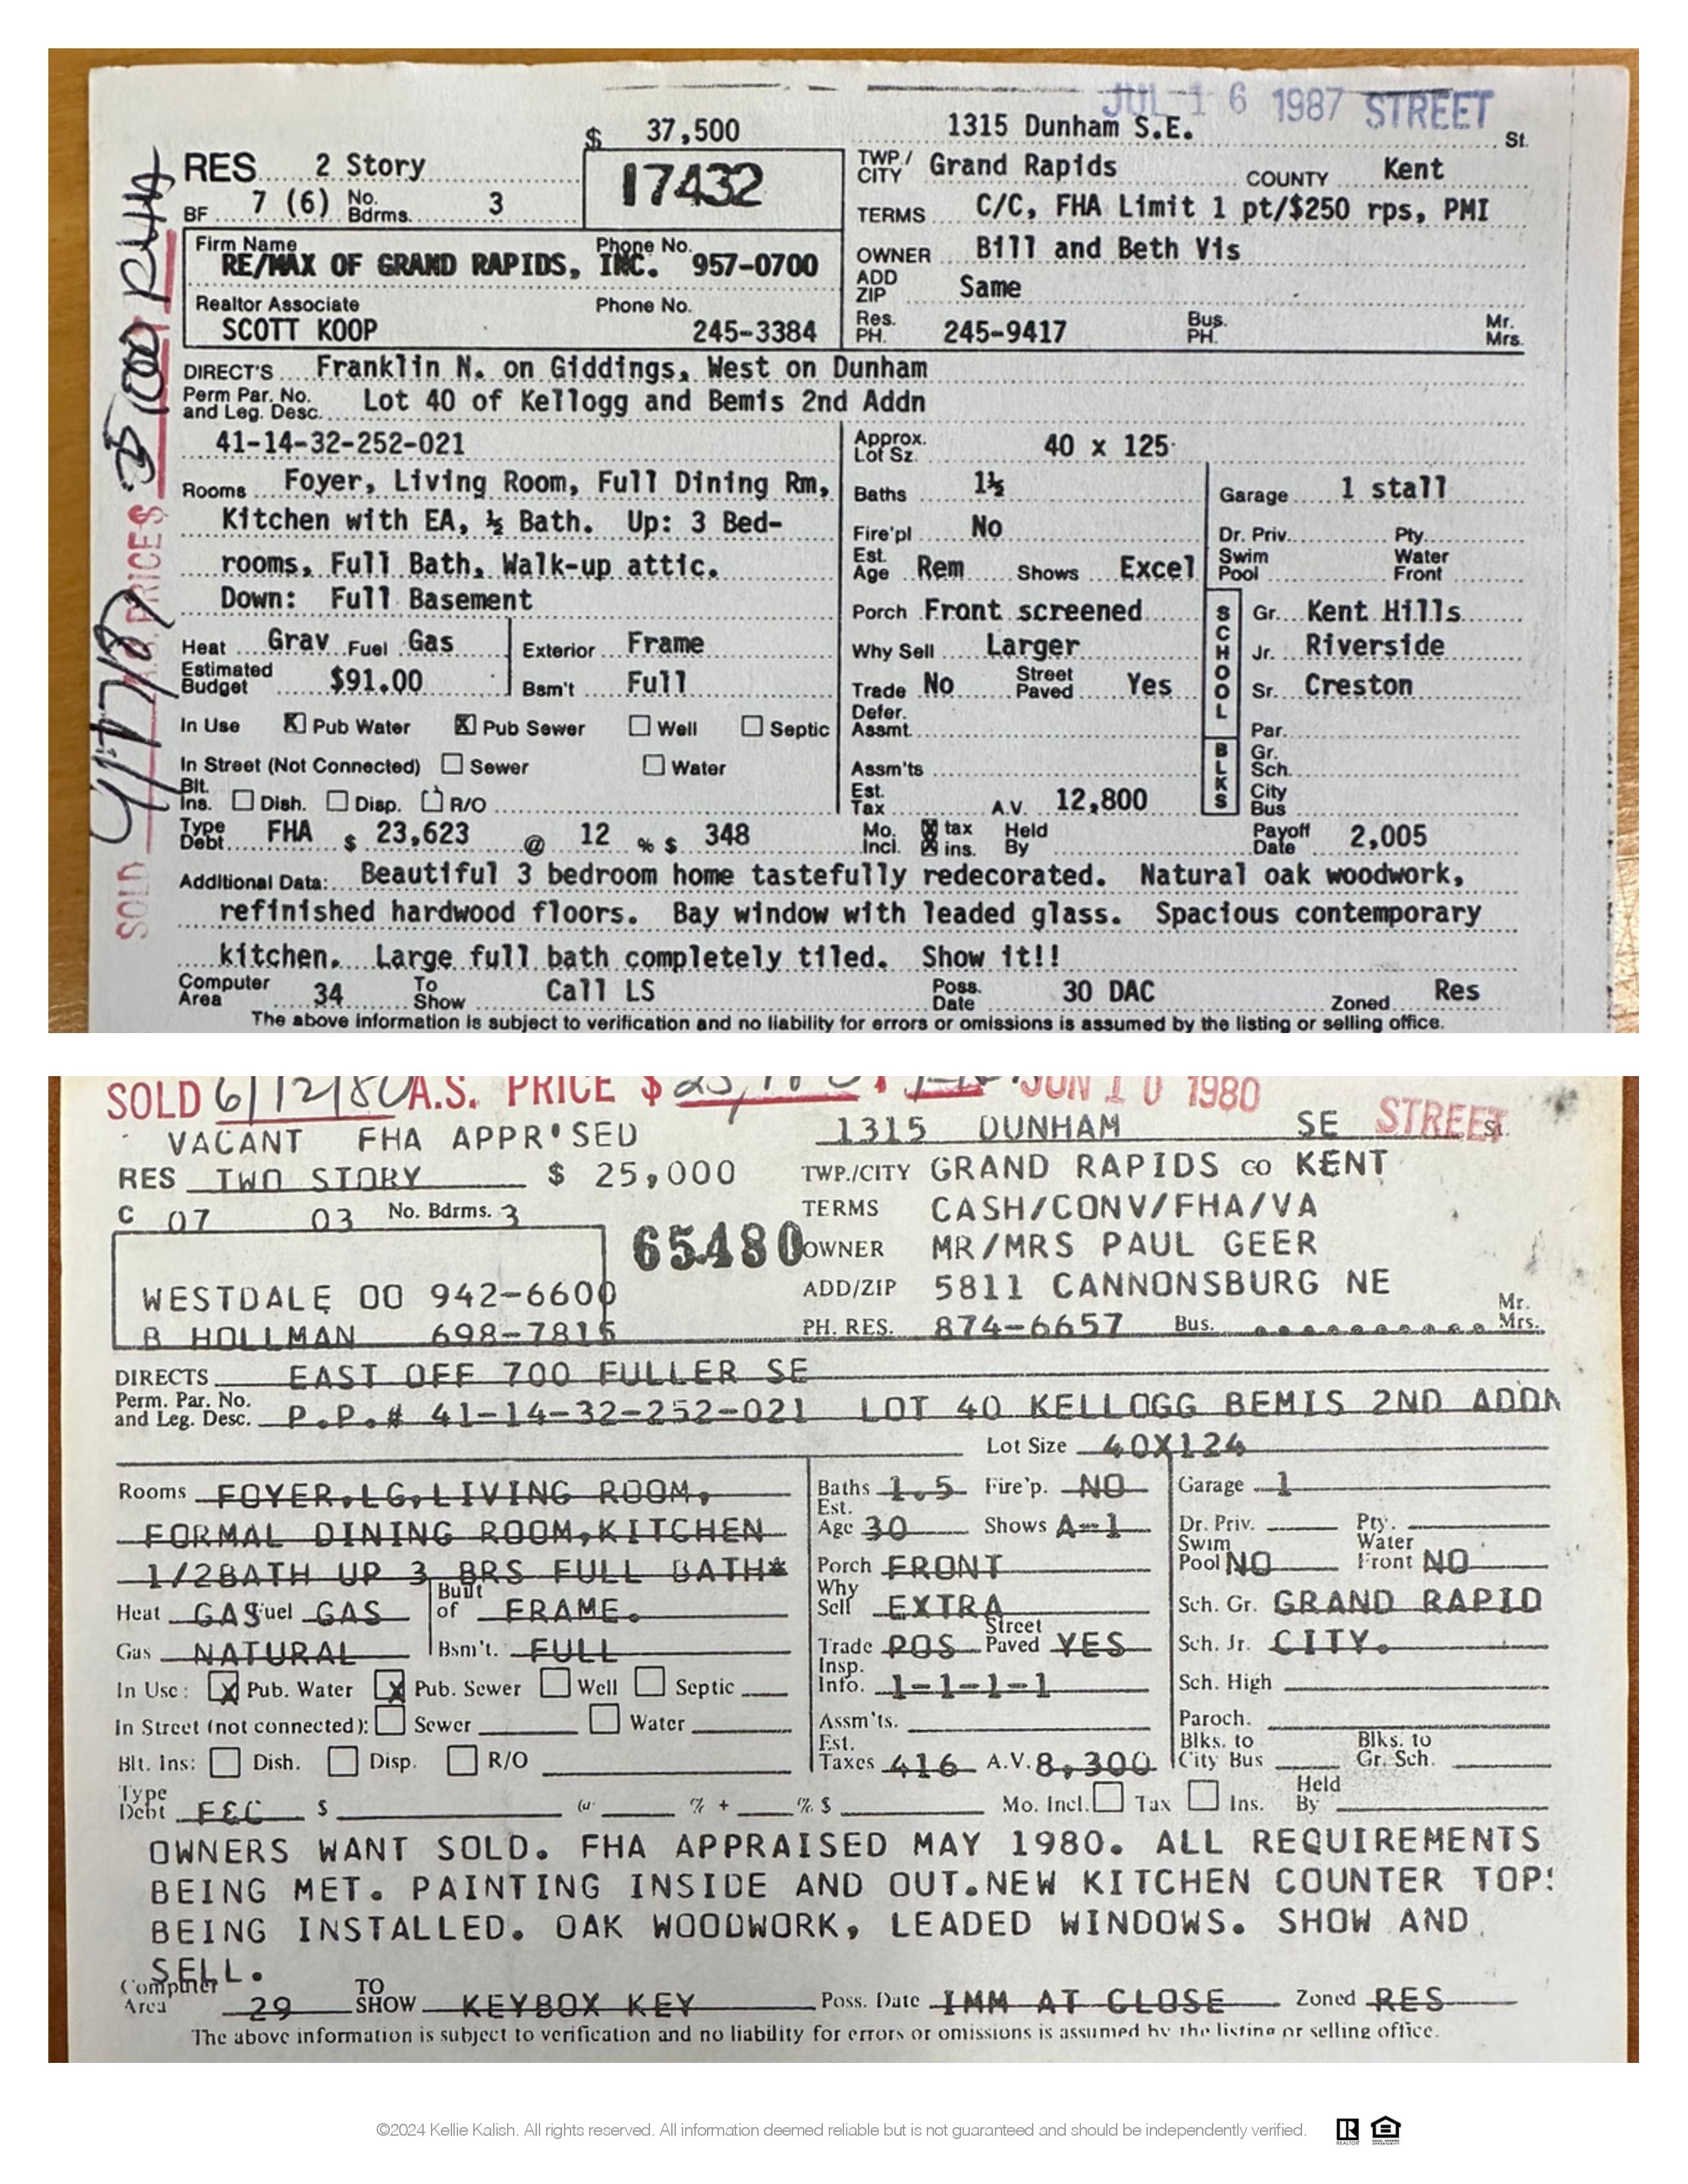 JUL 16 1987 STREET
$ 37,500 1315 Dunham S.E. St.
RES 2 Story 17432 TWP./CITY Grand Rapids COUNTY Kent
BF 7 (6) No. Bdrms. 3 TERMS C/C, FHA Limit 1 pt/$250 rps, PMI
Firm Name Phone No. OWNER Bill and Beth Vis
RE/MAX OF GRAND RAPIDS, INC. 957-0700
ADD ZIP Same
Realtor Associate Phone No.
SCOTT KOOP 245-3384 Res. PH. 245-9417 Bus. PH. Mr. Mrs.
DIRECT'S Franklin N. on Giddings, West on Dunham
Perm Par. No. and Leg. Desc. Lot 40 of Kellogg and Bemis 2nd Addn
41-14-32-252-021 Approx. Lot Sz. 40 x 125
Rooms Foyer, Living Room, Full Dining Rm, Baths 1½ Garage 1 stall
Kitchen with EA, ½ Bath. Up: 3 Bed- Fire'pl No Dr. Priv. Pty.
rooms, Full Bath, Walk-up attic. Est. Age Rem Shows Excel Swim Pool Water Front
Down: Full Basement Porch Front screened SCHOOL Gr. Kent Hills
Heat Grav Fuel Gas Exterior Frame Why Sell Larger Jr. Riverside
Estimated Budget $91.00 Bsm't Full Trade No Street Paved Yes Sr. Creston
In Use X Pub Water X Pub Sewer Well Septic Defer. Assmt. Par.
In Street (Not Connected) Sewer Water Assm'ts BLKS Gr. Sch.
Blt. Ins. Dish. Disp. R/O Est. Tax A.V. 12,800 City Bus
Type Debt FHA $ 23,623 @ 12 % $ 348 Mo. Incl. X tax X ins. Held By Payoff Date 2,005
Additional Data: Beautiful 3 bedroom home tastefully redecorated. Natural oak woodwork,
refinished hardwood floors. Bay window with leaded glass. Spacious contemporary
kitchen. Large full bath completely tiled. Show it!!
Computer Area 34 To Show Call LS Poss. Date 30 DAC Zoned Res
The above information is subject to verification and no liability for errors or omissions is assumed by the listing or selling office.
SOLD A.S. PRICE $
SOLD 6/12/80 A.S. PRICE $ JUN 10 1980
VACANT FHA APPR'SED 1315 DUNHAM SE STREET St.
RES TWO STORY $ 25,000 TWP./CITY GRAND RAPIDS CO KENT
C 07 03 No. Bdrms. 3 TERMS CASH/CONV/FHA/VA
65480 OWNER MR/MRS PAUL GEER
WESTDALE OO 942-6600 ADD/ZIP 5811 CANNONSBURG NE
B HOLLMAN 698-7815 PH. RES. 874-6657 Bus. Mr. Mrs.
DIRECTS EAST OFF 700 FULLER SE
Perm. Par. No. and Leg. Desc. P.P.# 41-14-32-252-021 LOT 40 KELLOGG BEMIS 2ND ADDN
Lot Size 40X124
Rooms FOYER,LG,LIVING ROOM, Baths 1.5 Fire'p. NO Garage 1
FORMAL DINING ROOM,KITCHEN Est. Age 30 Shows A-1 Dr. Priv. Pty.
1/2BATH UP 3 BRS FULL BATH* Porch FRONT Swim Pool NO Water Front NO
Heat GAS Fuel GAS Built of FRAME. Why Sell EXTRA Sch. Gr. GRAND RAPID
Gas NATURAL Bsm't. FULL Trade POS Street Paved YES Sch. Jr. CITY.
In Use: X Pub. Water X Pub. Sewer Well Septic Insp. Info. 1-1-1-1 Sch. High
In Street (not connected): Sewer Water Assm'ts. Paroch.
Blt. Ins: Dish. Disp. R/O Est. Taxes 416 A.V. 8,300 Blks. to City Bus Blks. to Gr. Sch.
Type Debt F&C $ @ % + % $ Mo. Incl. Tax Ins. Held By
OWNERS WANT SOLD. FHA APPRAISED MAY 1980. ALL REQUIREMENTS
BEING MET. PAINTING INSIDE AND OUT.NEW KITCHEN COUNTER TOPS
BEING INSTALLED. OAK WOODWORK, LEADED WINDOWS. SHOW AND
SELL.
Computer Area 29 TO SHOW KEYBOX KEY Poss. Date IMM AT CLOSE Zoned RES
The above information is subject to verification and no liability for errors or omissions is assumed by the listing or selling office.
©2024 Kellie Kalish. All rights reserved. All information deemed reliable but is not guaranteed and should be independently verified.